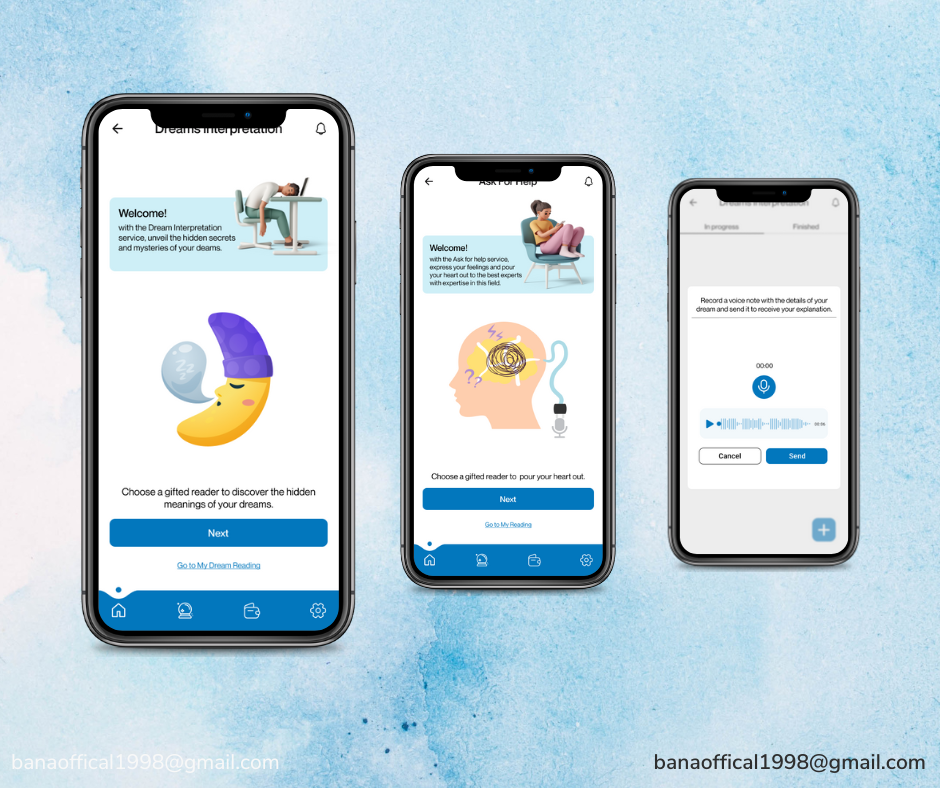 Dreams Interpretation
Welcome!
with the Dream Interpretation
service, unveil the hidden secrets
and mysteries of your deams.
zz
Choose a gifted reader to discover the hidden
meanings of your dreams.
Next
Go to My Dream Reading
Ask For Help
Welcome!
with the Ask for help service,
express your feelings and pour
your heart out to the best experts
with expertise in this field.
??
Choose a gifted reader to pour your heart out.
Next
Go to My Reading
Dreams Interpretation
In progress Finished
Record a voice note with the details of your
dream and send it to receive your explanation.
00:00
Cancel Send
banaoffical1998@gmail.com
banaoffical1998@gmail.com